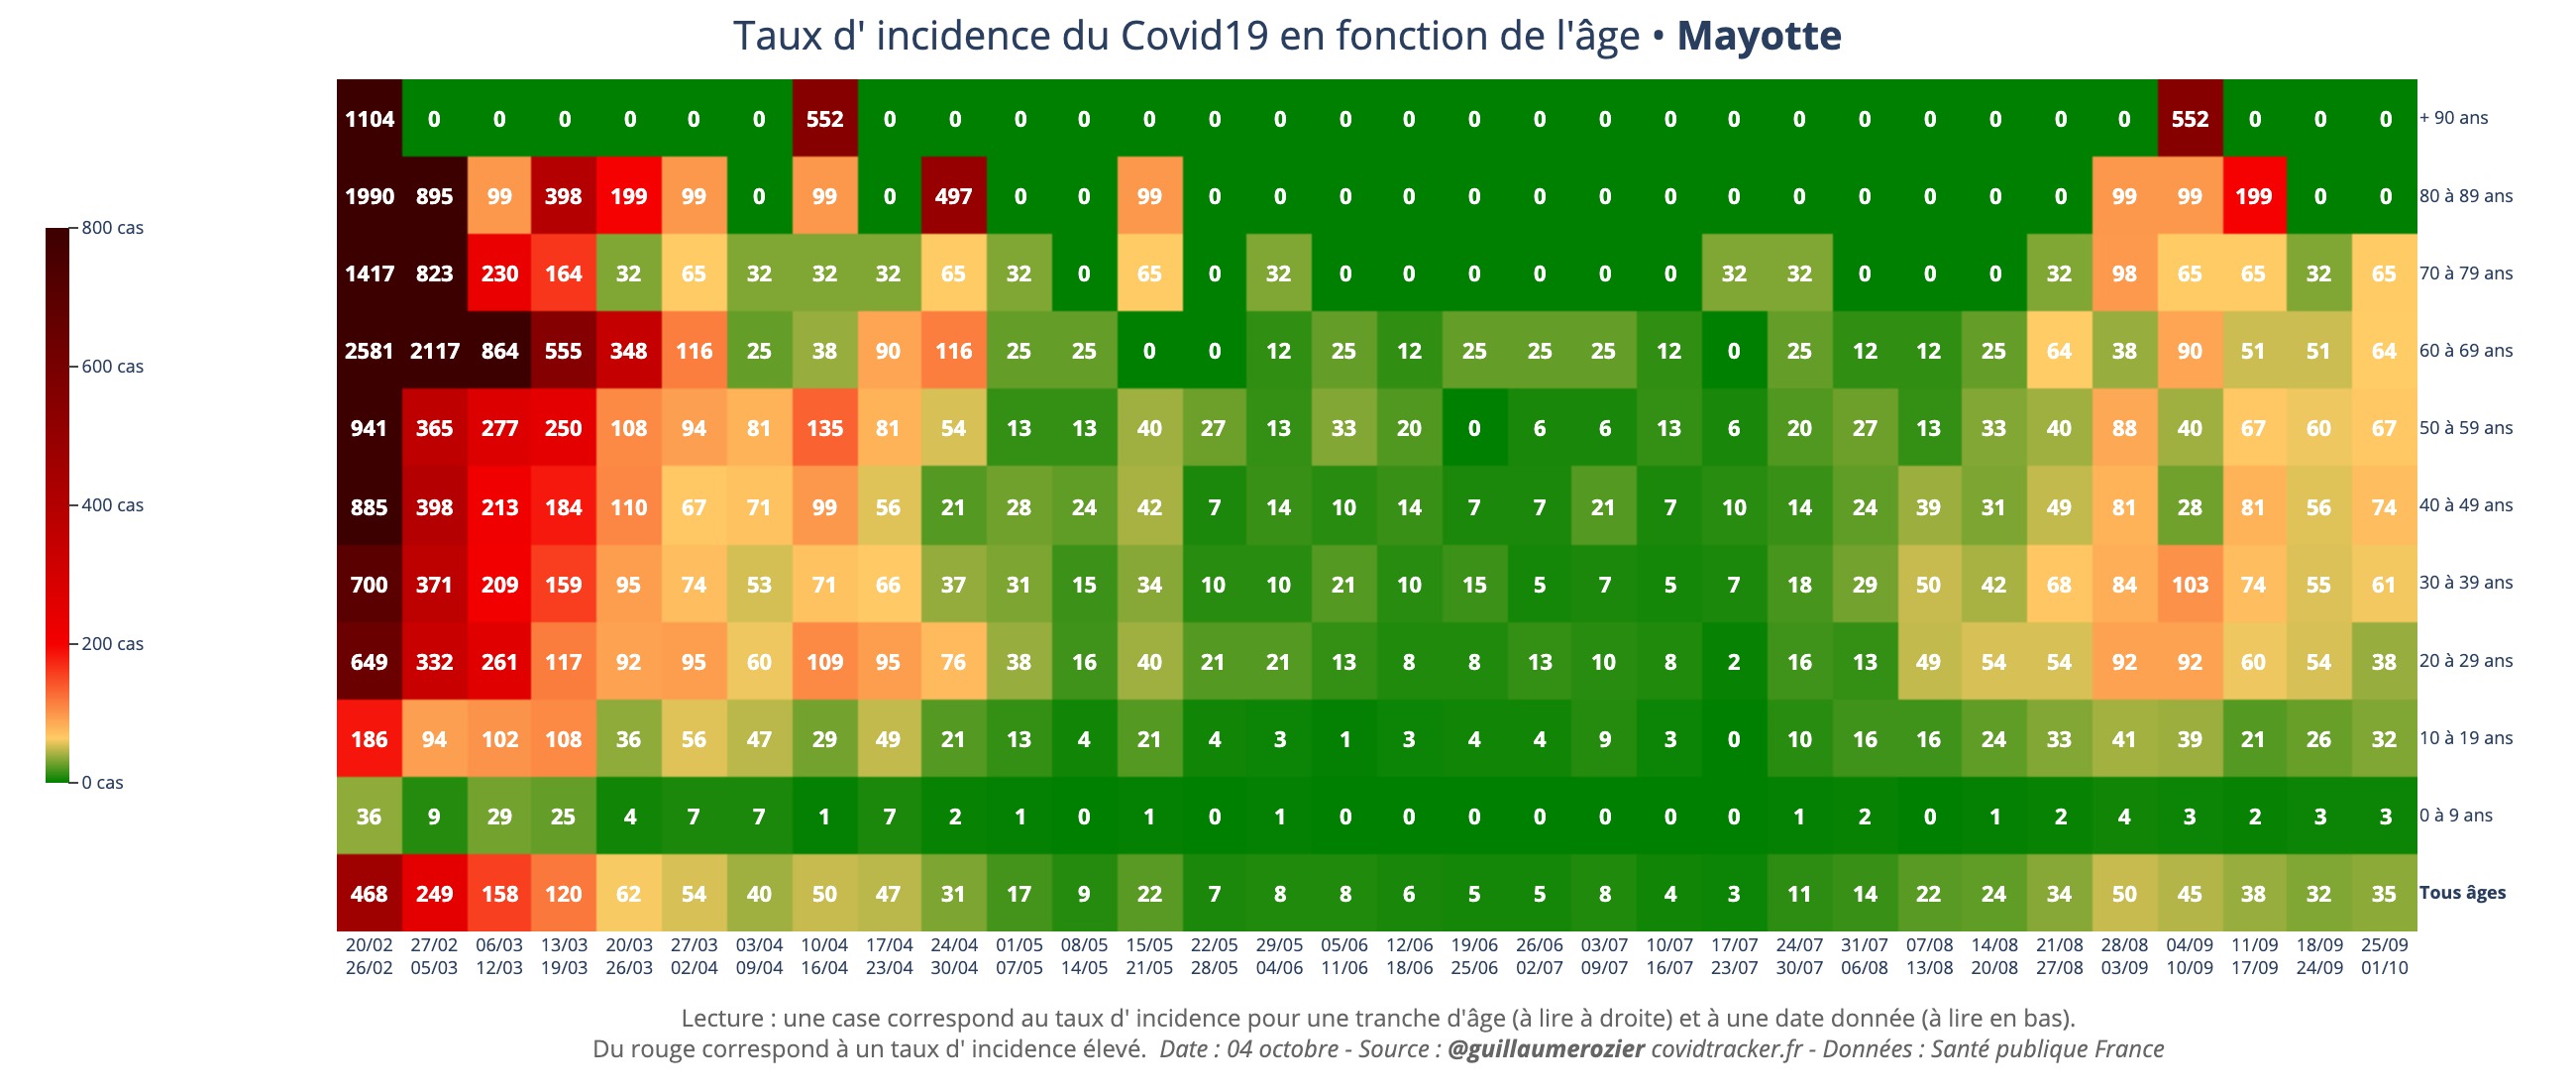 Taux d' incidence du Covid19 en fonction de l'âge • Mayotte
1104 0 0 0 0 0 0 552 0 0 0 0 0 0 0 0 0 0 0 0 0 0 0 0 0 0 0 0 552 0 0 0 + 90 ans
1990 895 99 398 199 99 0 99 0 497 0 0 99 0 0 0 0 0 0 0 0 0 0 0 0 0 0 99 99 199 0 0 80 à 89 ans
800 cas
1417 823 230 164 32 65 32 32 32 65 32 0 65 0 32 0 0 0 0 0 0 32 32 0 0 0 32 98 65 65 32 65 70 à 79 ans
2581 2117 864 555 348 116 25 38 90 116 25 25 0 0 12 25 12 25 25 25 12 0 25 12 12 25 64 38 90 51 51 64 60 à 69 ans
600 cas
941 365 277 250 108 94 81 135 81 54 13 13 40 27 13 33 20 0 6 6 13 6 20 27 13 33 40 88 40 67 60 67 50 à 59 ans
400 cas
885 398 213 184 110 67 71 99 56 21 28 24 42 7 14 10 14 7 7 21 7 10 14 24 39 31 49 81 28 81 56 74 40 à 49 ans
700 371 209 159 95 74 53 71 66 37 31 15 34 10 10 21 10 15 5 7 5 7 18 29 50 42 68 84 103 74 55 61 30 à 39 ans
200 cas
649 332 261 117 92 95 60 109 95 76 38 16 40 21 21 13 8 8 13 10 8 2 16 13 49 54 54 92 92 60 54 38 20 à 29 ans
186 94 102 108 36 56 47 29 49 21 13 4 21 4 3 1 3 4 4 9 3 0 10 16 16 24 33 41 39 21 26 32 10 à 19 ans
0 cas
36 9 29 25 4 7 7 1 7 2 1 0 1 0 1 0 0 0 0 0 0 0 1 2 0 1 2 4 3 2 3 3 0 à 9 ans
468 249 158 120 62 54 40 50 47 31 17 9 22 7 8 8 6 5 5 8 4 3 11 14 22 24 34 50 45 38 32 35 Tous âges
20/02 27/02 06/03 13/03 20/03 27/03 03/04 10/04 17/04 24/04 01/05 08/05 15/05 22/05 29/05 05/06 12/06 19/06 26/06 03/07 10/07 17/07 24/07 31/07 07/08 14/08 21/08 28/08 04/09 11/09 18/09 25/09
26/02 05/03 12/03 19/03 26/03 02/04 09/04 16/04 23/04 30/04 07/05 14/05 21/05 28/05 04/06 11/06 18/06 25/06 02/07 09/07 16/07 23/07 30/07 06/08 13/08 20/08 27/08 03/09 10/09 17/09 24/09 01/10
Lecture : une case correspond au taux d' incidence pour une tranche d'âge (à lire à droite) et à une date donnée (à lire en bas).
Du rouge correspond à un taux d' incidence élevé. Date : 04 octobre - Source : @guillaumerozier covidtracker.fr - Données : Santé publique France